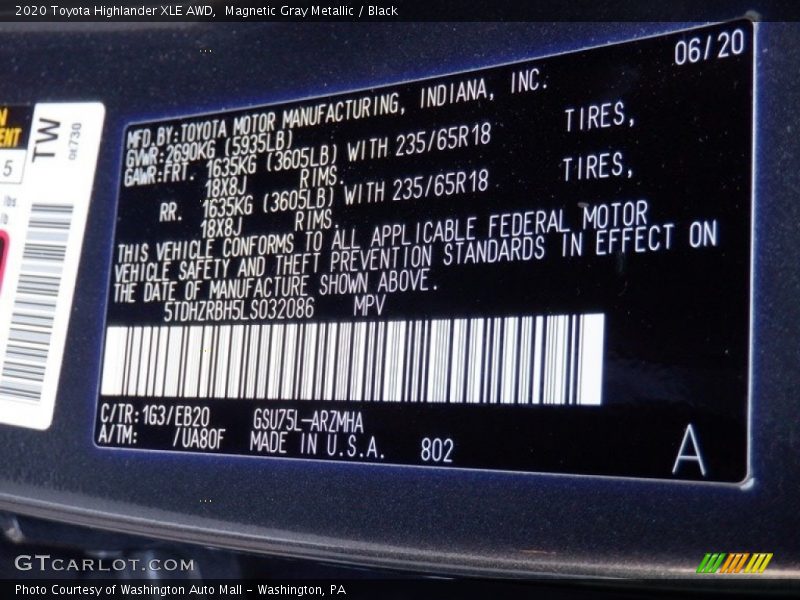 2020 Toyota Highlander XLE AWD,  Magnetic Gray Metallic / Black
06/20
MFD.BY:TOYOTA MOTOR MANUFACTURING, INDIANA, INC.
GVWR:2690KG (5935LB)
GAWR:FRT. 1635KG (3605LB) WITH 235/65R18 TIRES,
18X8J RIMS.
RR. 1635KG (3605LB) WITH 235/65R18 TIRES,
18X8J RIMS.
THIS VEHICLE CONFORMS TO ALL APPLICABLE FEDERAL MOTOR
VEHICLE SAFETY AND THEFT PREVENTION STANDARDS IN EFFECT ON
THE DATE OF MANUFACTURE SHOWN ABOVE.
5TDHZRBH5LS032086 MPV
C/TR:1G3/EB20 GSU75L-ARZMHA
A/TM: /UA80F MADE IN U.S.A. 802
A
TW
5
lbs.
GTCARLOT.COM
Photo Courtesy of Washington Auto Mall - Washington, PA